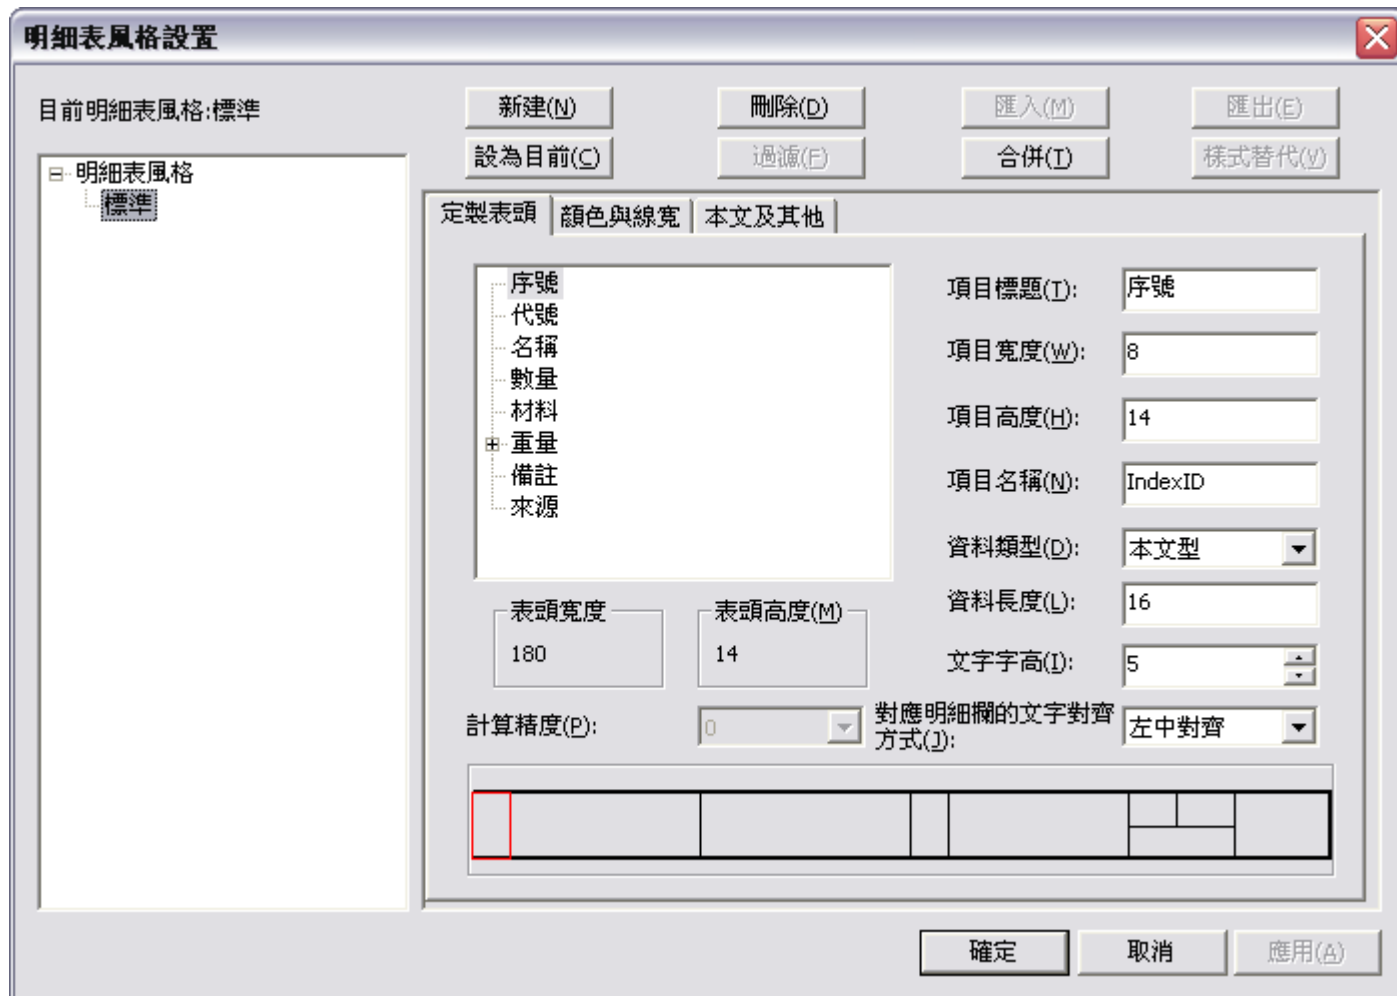 明細表風格設置
目前明細表風格:標準
新建(N)
刪除(D)
匯入(M)
匯出(E)
設為目前(C)
過濾(F)
合併(T)
樣式替代(V)
明細表風格
標準
定製表頭
顏色與線寬
本文及其他
序號
代號
名稱
數量
材料
重量
備註
來源
項目標題(T):
序號
項目寬度(W):
8
項目高度(H):
14
項目名稱(N):
IndexID
資料類型(D):
本文型
資料長度(L):
16
文字字高(I):
5
表頭寬度
180
表頭高度(M)
14
計算精度(P):
0
對應明細欄的文字對齊
方式(J):
左中對齊
確定
取消
應用(A)